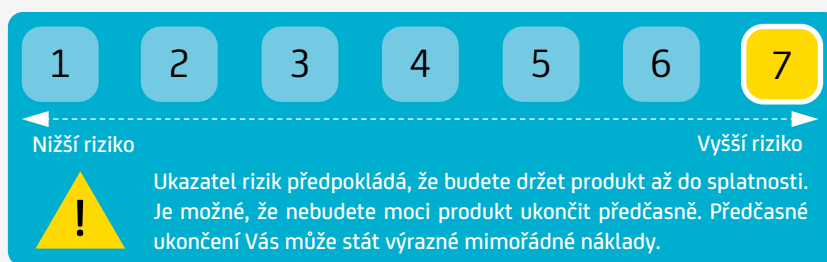 1 2 3 4 5 6 7
Nižší riziko Vyšší riziko
Ukazatel rizik předpokládá, že budete držet produkt až do splatnosti.
Je možné, že nebudete moci produkt ukončit předčasně. Předčasné
ukončení Vás může stát výrazné mimořádné náklady.
!